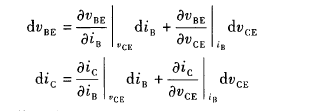 dv_BE = ∂v_BE/∂i_B |_{v_CE} di_B + ∂v_BE/∂v_CE |_{i_B} dv_CE
di_C = ∂i_C/∂i_B |_{v_CE} di_B + ∂i_C/∂v_CE |_{i_B} dv_CE